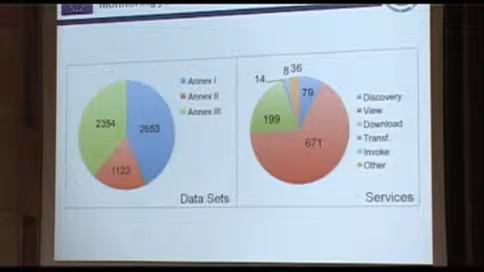 Monitoring
2354
2653
1123
Annex I
Annex II
Annex III
Data Sets
14
8
36
79
199
671
Discovery
View
Download
Transf.
Invoke
Other
Services